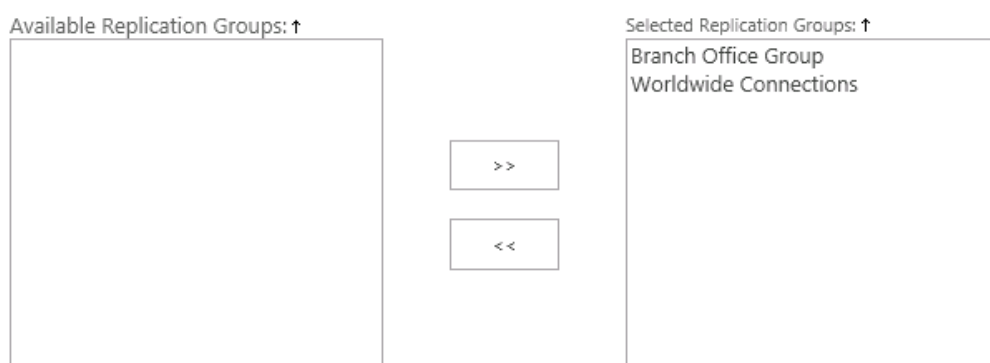 Available Replication Groups: ↑
Selected Replication Groups: ↑
Branch Office Group
Worldwide Connections
>>
<<